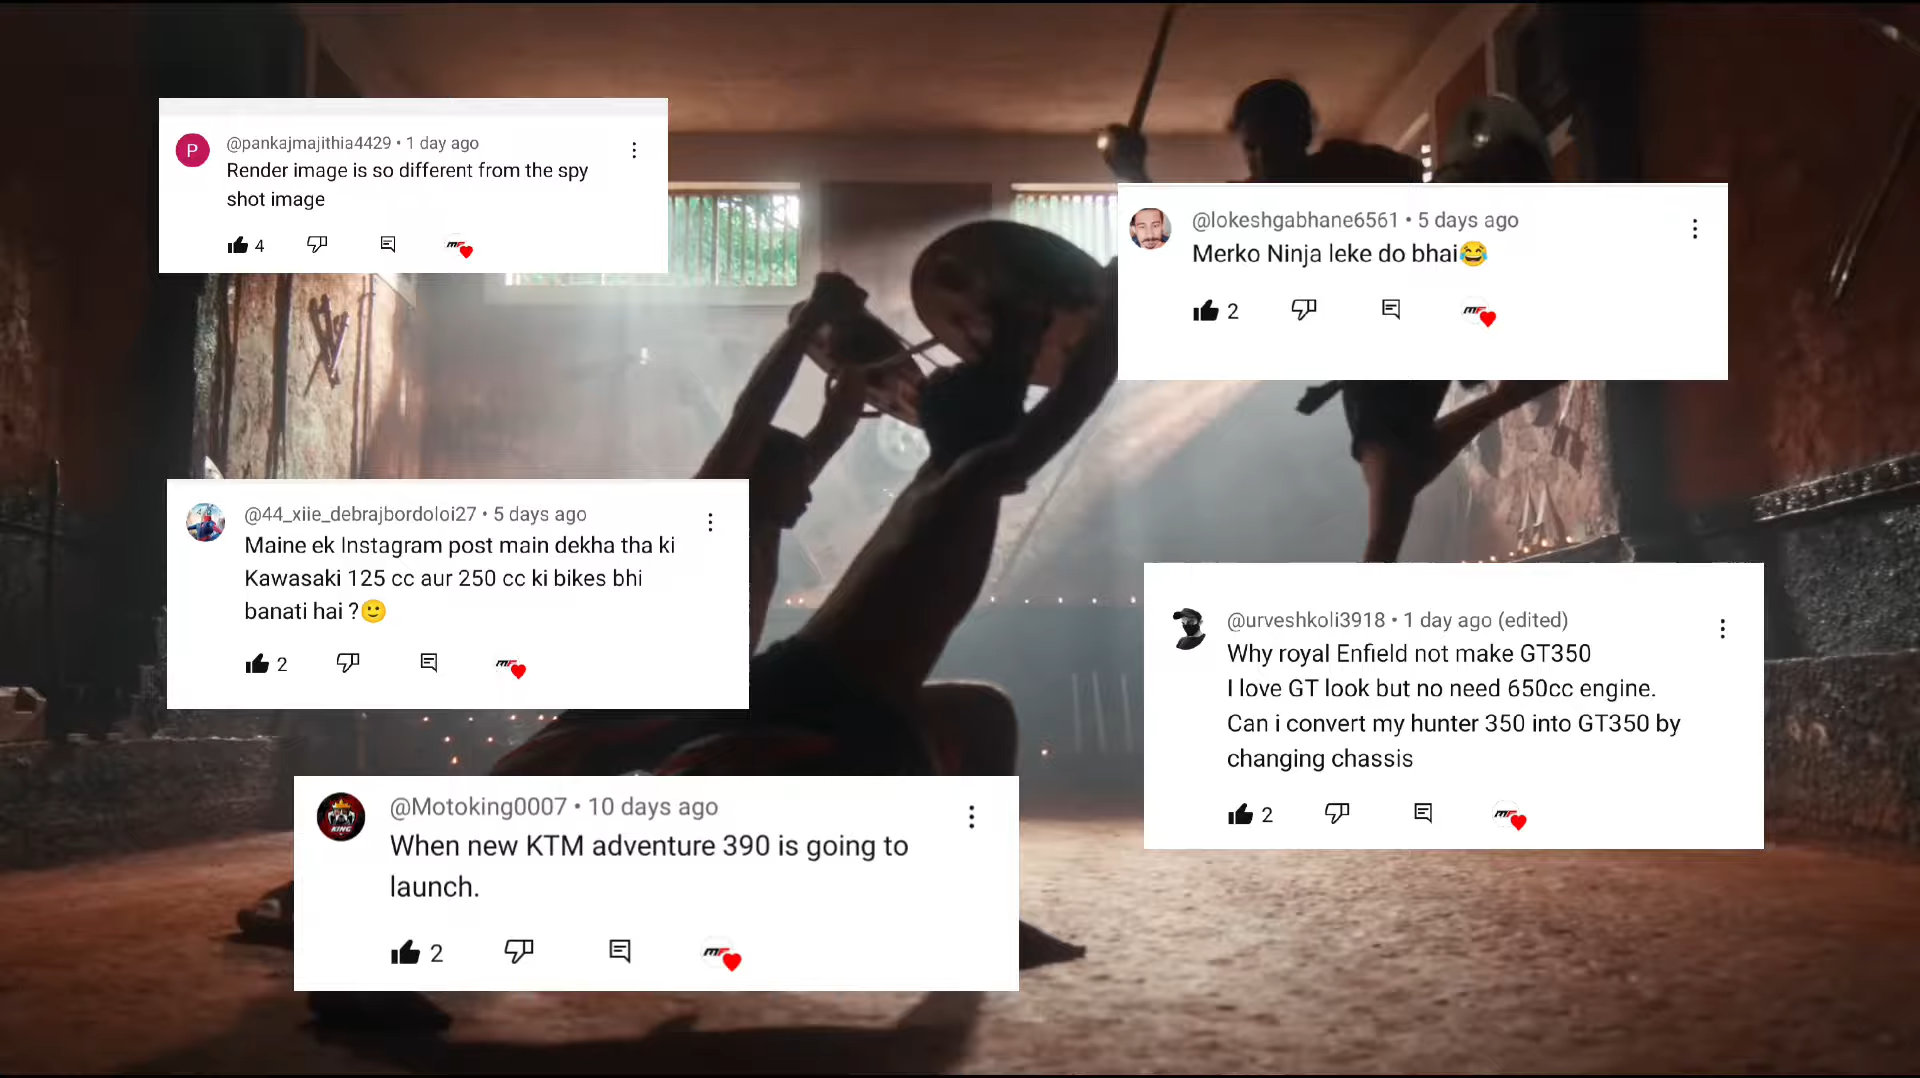 P
@pankajmajithia4429 • 1 day ago
Render image is so different from the spy
shot image
4
@lokeshgabhane6561 • 5 days ago
Merko Ninja leke do bhai😂
2
@44_xiie_debrajbordoloi27 • 5 days ago
Maine ek Instagram post main dekha tha ki
Kawasaki 125 cc aur 250 cc ki bikes bhi
banati hai ?🙂
2
@urveshkoli3918 • 1 day ago (edited)
Why royal Enfield not make GT350
I love GT look but no need 650cc engine.
Can i convert my hunter 350 into GT350 by
changing chassis
2
KING
@Motoking0007 • 10 days ago
When new KTM adventure 390 is going to
launch.
2